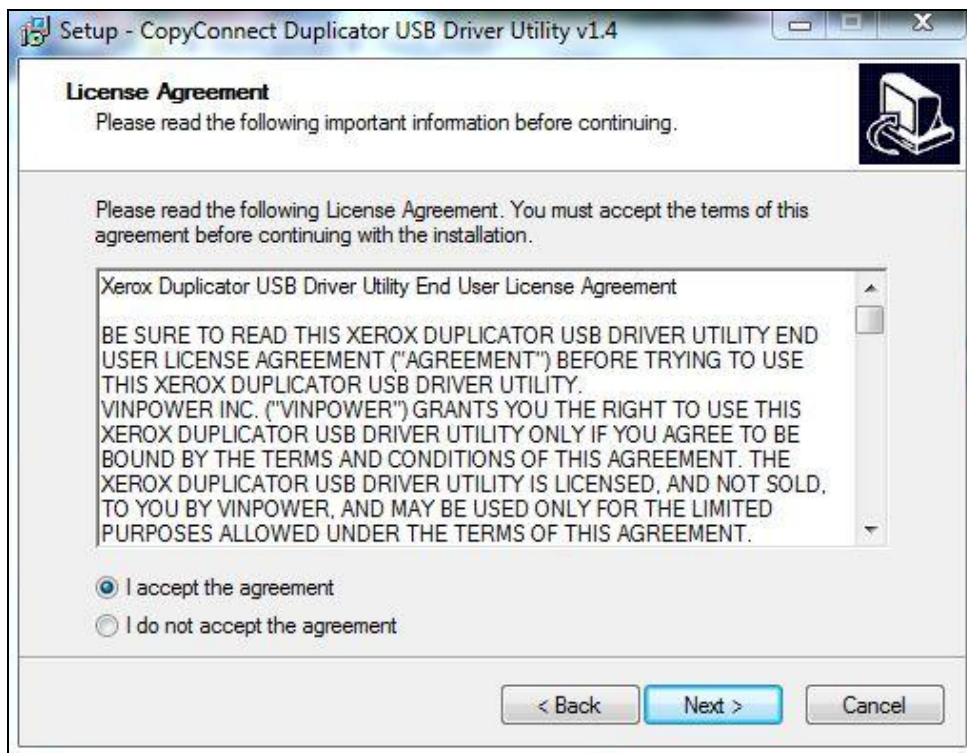 Setup - CopyConnect Duplicator USB Driver Utility v1.4
License Agreement
Please read the following important information before continuing.
Please read the following License Agreement. You must accept the terms of this
agreement before continuing with the installation.
Xerox Duplicator USB Driver Utility End User License Agreement
BE SURE TO READ THIS XEROX DUPLICATOR USB DRIVER UTILITY END
USER LICENSE AGREEMENT ("AGREEMENT") BEFORE TRYING TO USE
THIS XEROX DUPLICATOR USB DRIVER UTILITY.
VINPOWER INC. ("VINPOWER") GRANTS YOU THE RIGHT TO USE THIS
XEROX DUPLICATOR USB DRIVER UTILITY ONLY IF YOU AGREE TO BE
BOUND BY THE TERMS AND CONDITIONS OF THIS AGREEMENT. THE
XEROX DUPLICATOR USB DRIVER UTILITY IS LICENSED, AND NOT SOLD,
TO YOU BY VINPOWER, AND MAY BE USED ONLY FOR THE LIMITED
PURPOSES ALLOWED UNDER THE TERMS OF THIS AGREEMENT.
I accept the agreement
I do not accept the agreement
< Back Next > Cancel